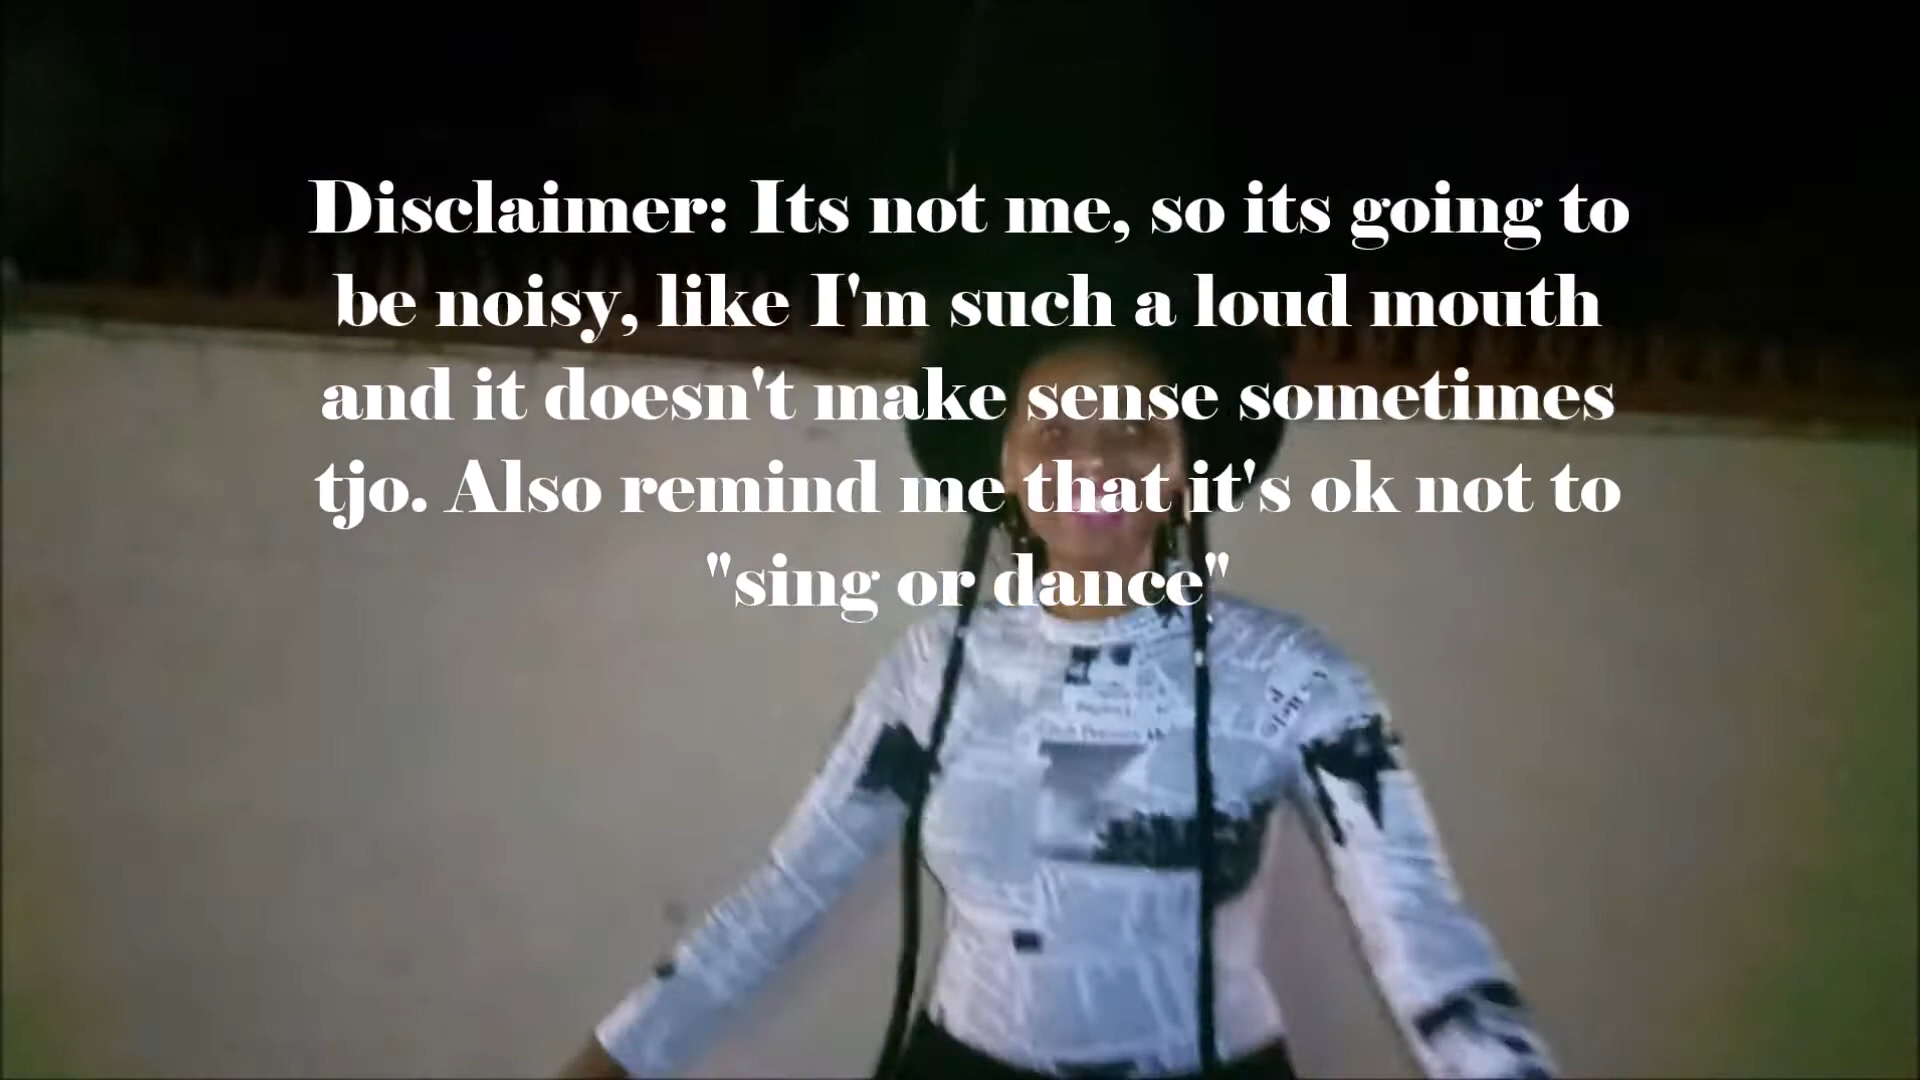 Disclaimer: Its not me, so its going to
be noisy, like I'm such a loud mouth
and it doesn't make sense sometimes
tjo. Also remind me that it's ok not to
"sing or dance"